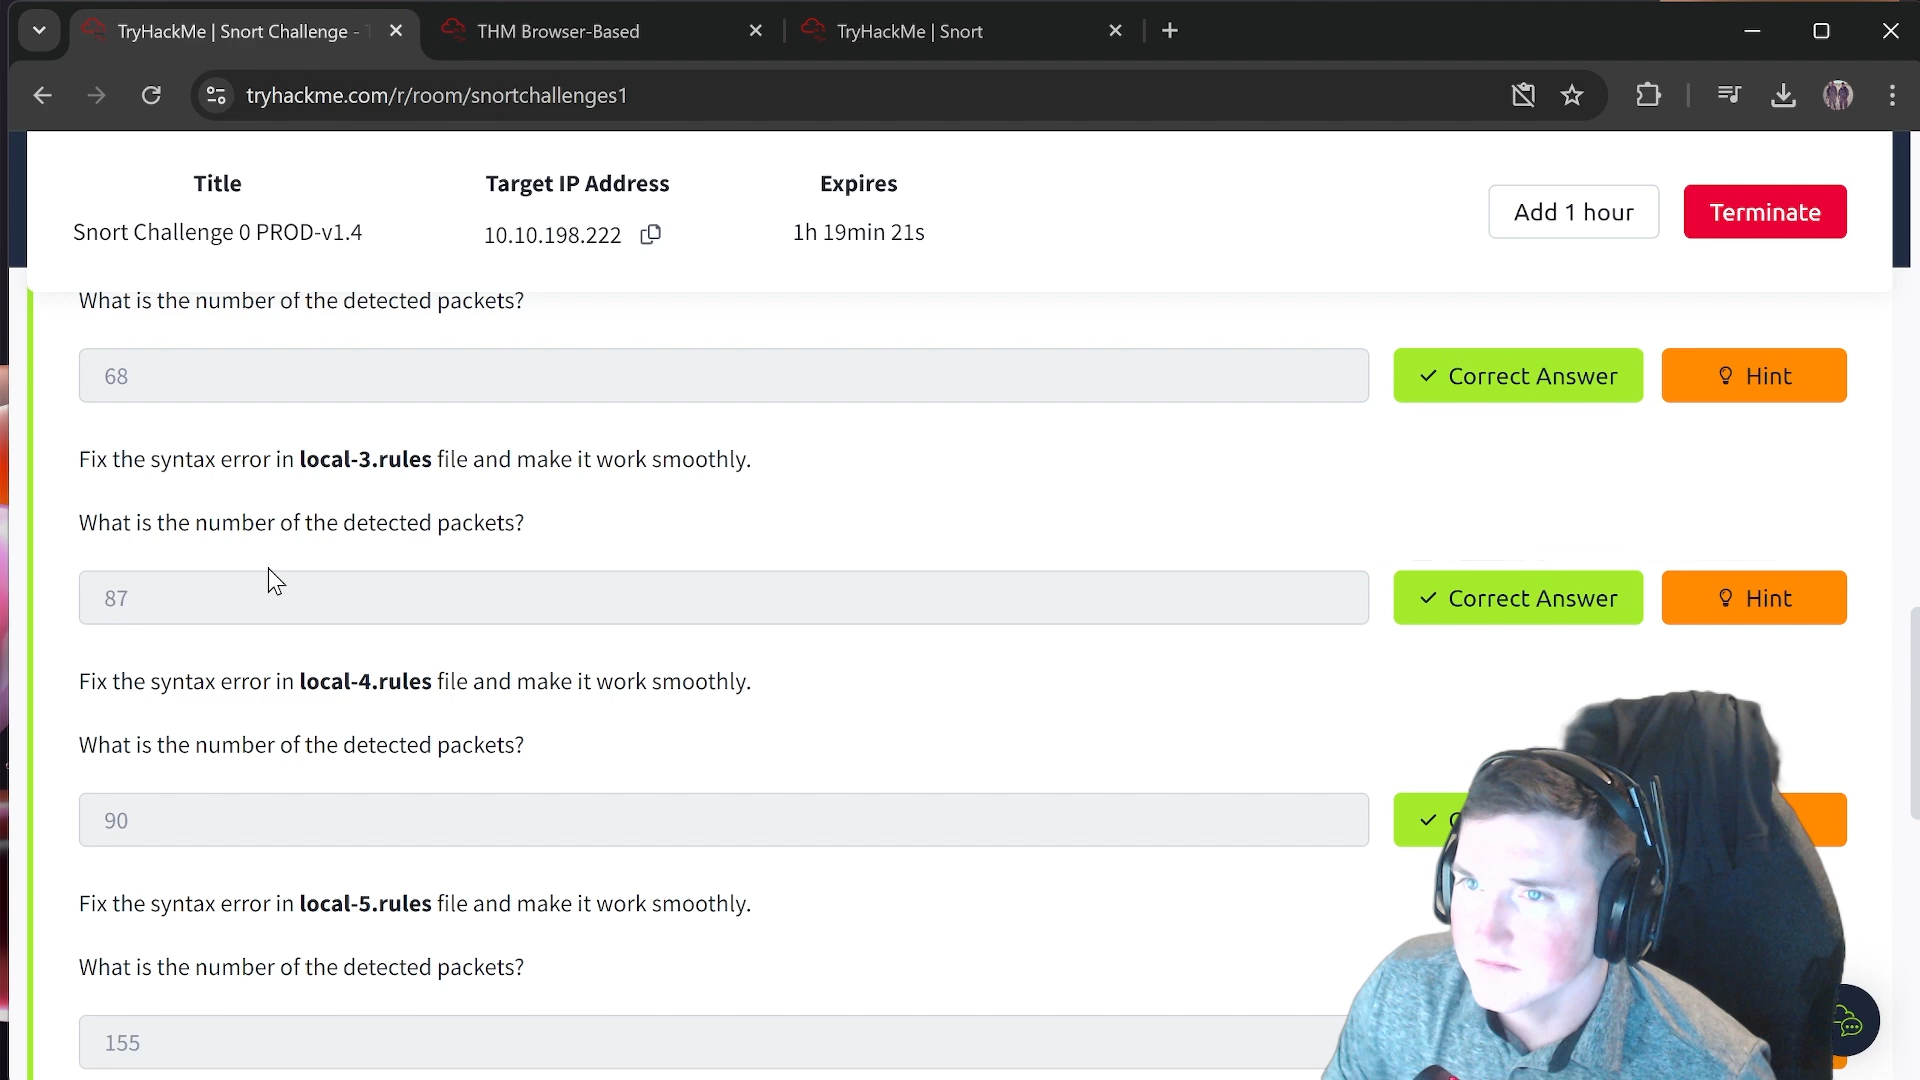 TryHackMe | Snort Challenge -
THM Browser-Based
TryHackMe | Snort
tryhackme.com/r/room/snortchallenges1
Title
Target IP Address
Expires
Snort Challenge 0 PROD-v1.4
10.10.198.222
1h 19min 21s
Add 1 hour
Terminate
What is the number of the detected packets?
68
Correct Answer
Hint
Fix the syntax error in local-3.rules file and make it work smoothly.
What is the number of the detected packets?
87
Correct Answer
Hint
Fix the syntax error in local-4.rules file and make it work smoothly.
What is the number of the detected packets?
90
Fix the syntax error in local-5.rules file and make it work smoothly.
What is the number of the detected packets?
155